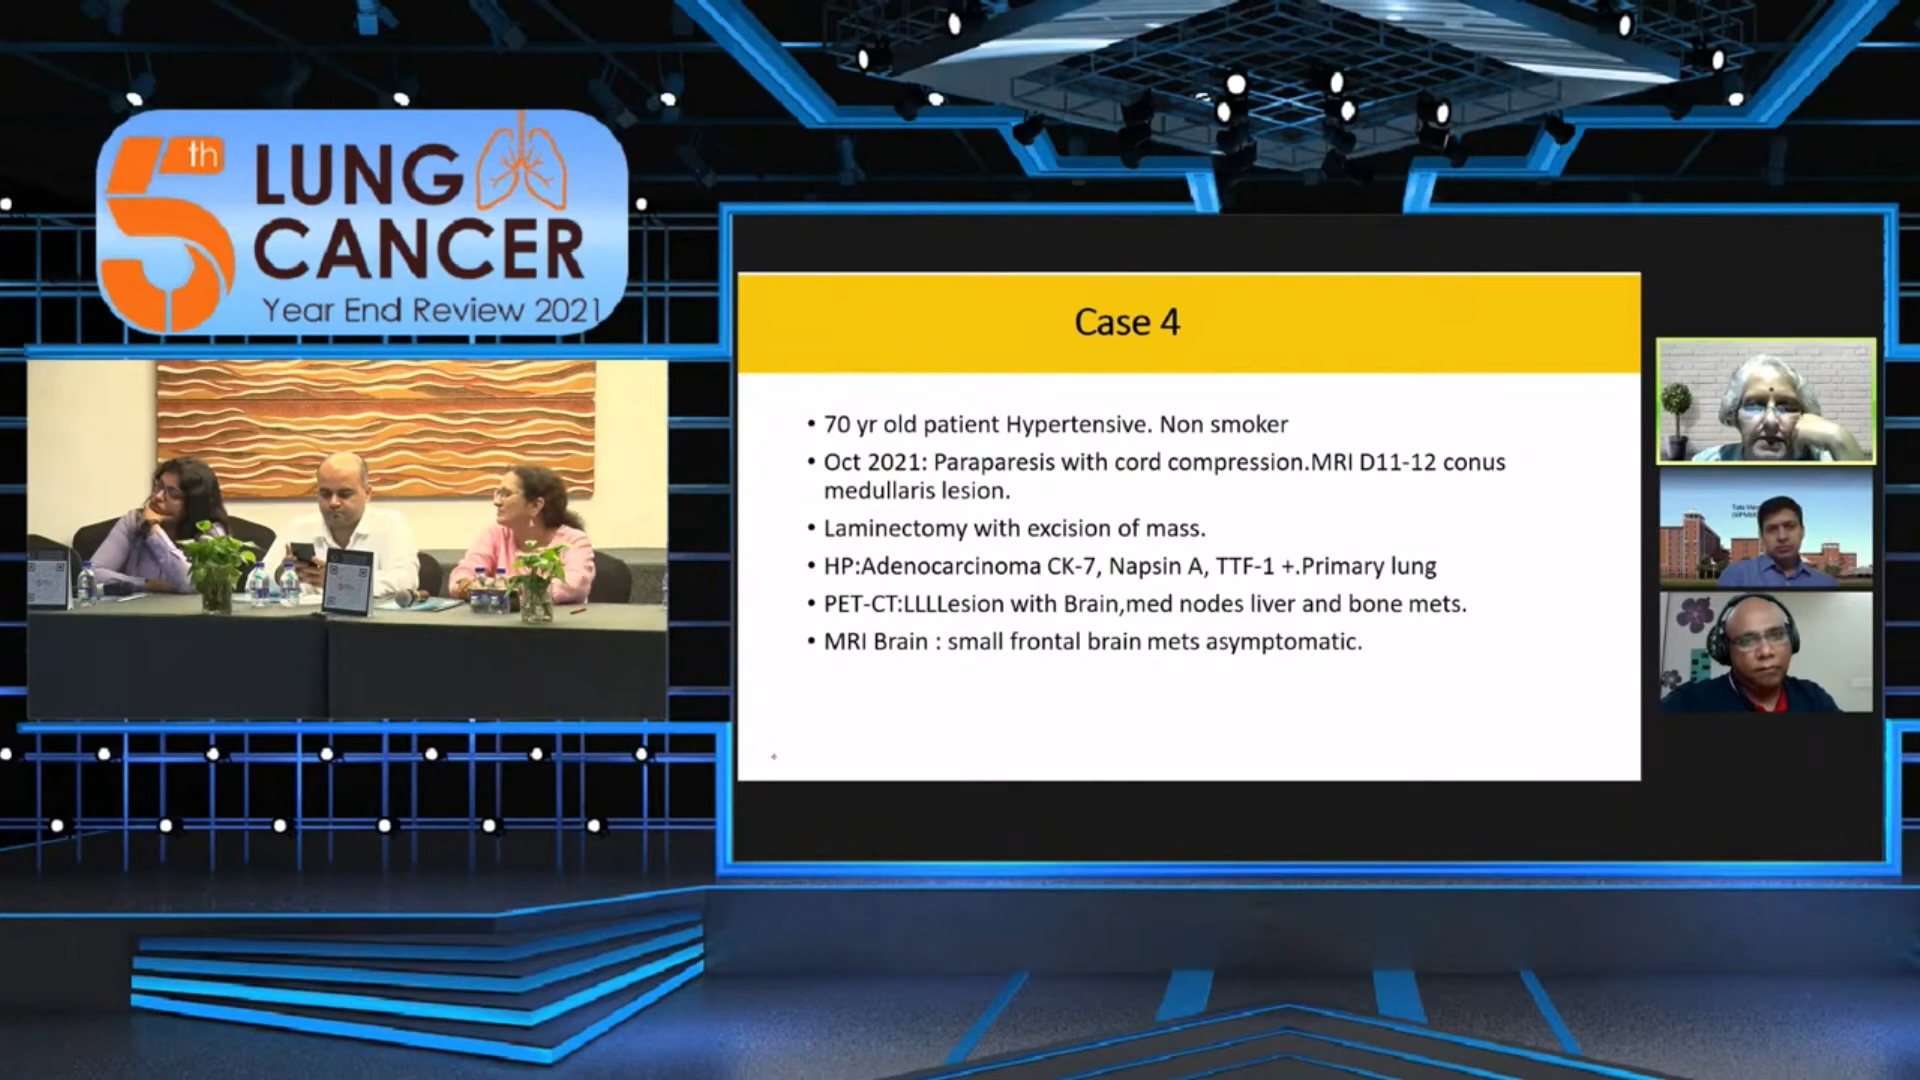 5th LUNG
CANCER
Year End Review 2021
Case 4
• 70 yr old patient Hypertensive. Non smoker
• Oct 2021: Paraparesis with cord compression.MRI D11-12 conus
medullaris lesion.
• Laminectomy with excision of mass.
• HP:Adenocarcinoma CK-7, Napsin A, TTF-1 +.Primary lung
• PET-CT:LLLLesion with Brain,med nodes liver and bone mets.
• MRI Brain : small frontal brain mets asymptomatic.